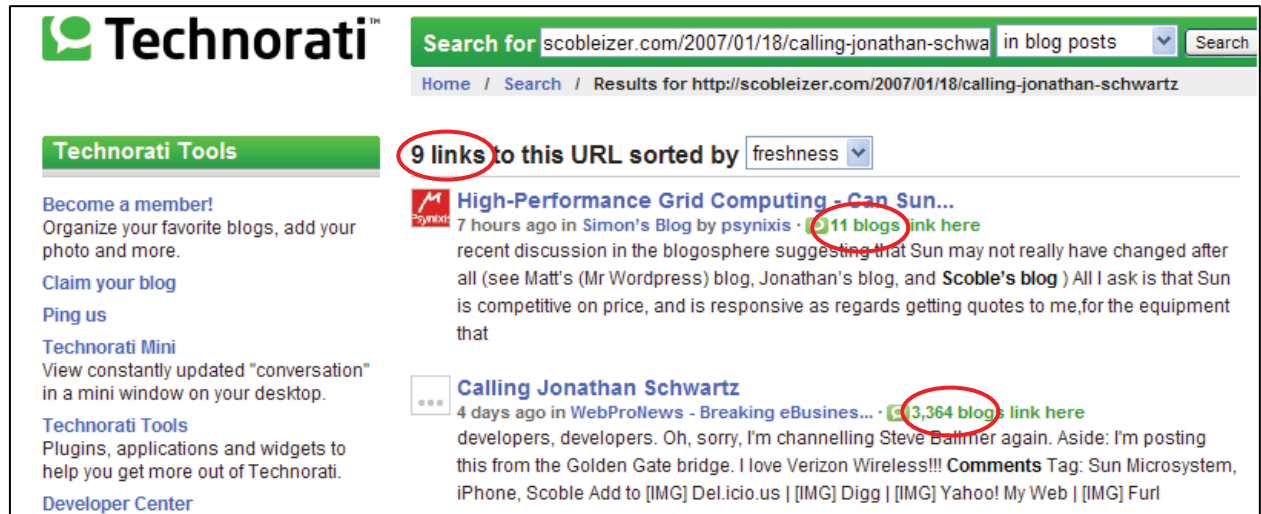 Technorati™
Search for scobleizer.com/2007/01/18/calling-jonathan-schwa in blog posts Search
Home / Search / Results for http://scobleizer.com/2007/01/18/calling-jonathan-schwartz
Technorati Tools
Become a member!
Organize your favorite blogs, add your
photo and more.
Claim your blog
Ping us
Technorati Mini
View constantly updated "conversation"
in a mini window on your desktop.
Technorati Tools
Plugins, applications and widgets to
help you get more out of Technorati.
Developer Center
9 links to this URL sorted by freshness
Psynixis
High-Performance Grid Computing - Can Sun...
7 hours ago in Simon's Blog by psynixis · 11 blogs link here
recent discussion in the blogosphere suggesting that Sun may not really have changed after
all (see Matt's (Mr Wordpress) blog, Jonathan's blog, and Scoble's blog ) All I ask is that Sun
is competitive on price, and is responsive as regards getting quotes to me,for the equipment
that
Calling Jonathan Schwartz
4 days ago in WebProNews - Breaking eBusines... · 3,364 blogs link here
developers, developers. Oh, sorry, I'm channelling Steve Ballmer again. Aside: I'm posting
this from the Golden Gate bridge. I love Verizon Wireless!!! Comments Tag: Sun Microsystem,
iPhone, Scoble Add to [IMG] Del.icio.us | [IMG] Digg | [IMG] Yahoo! My Web | [IMG] Furl